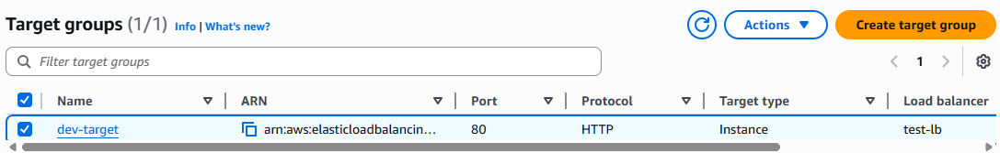 Target groups (1/1) Info | What's new? Actions Create target group
Filter target groups 1
Name ARN Port Protocol Target type Load balancer
dev-target arn:aws:elasticloadbalancin... 80 HTTP Instance test-lb